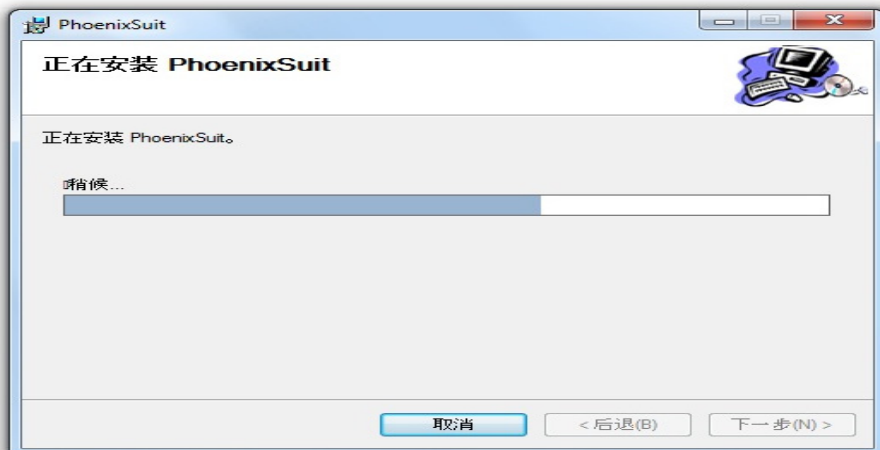 PhoenixSuit
正在安装 PhoenixSuit
正在安装 PhoenixSuit。
稍候...
取消
< 后退(B)
下一步(N) >